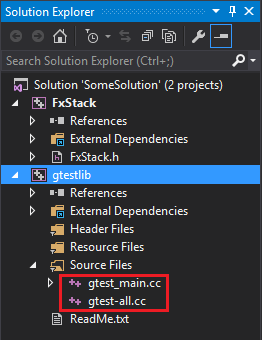 Solution Explorer
Search Solution Explorer (Ctrl+;)
Solution 'SomeSolution' (2 projects)
FxStack
References
External Dependencies
FxStack.h
gtestlib
References
External Dependencies
Header Files
Resource Files
Source Files
gtest_main.cc
gtest-all.cc
ReadMe.txt